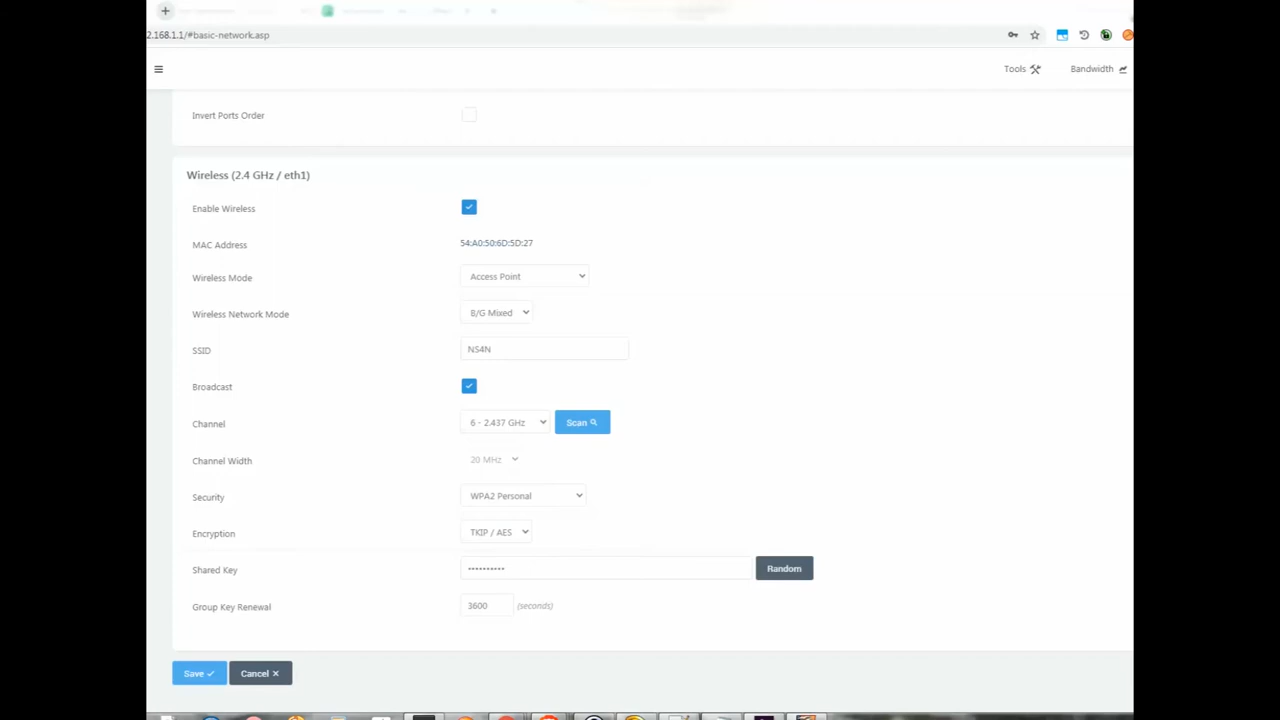 2.168.1.1/#basic-network.asp
Tools
Bandwidth
Invert Ports Order
Wireless (2.4 GHz / eth1)
Enable Wireless
MAC Address 54:A0:50:6D:5D:27
Wireless Mode Access Point
Wireless Network Mode B/G Mixed
SSID NS4N
Broadcast
Channel 6 - 2.437 GHz Scan
Channel Width 20 MHz
Security WPA2 Personal
Encryption TKIP / AES
Shared Key •••••••••• Random
Group Key Renewal 3600 (seconds)
Save Cancel